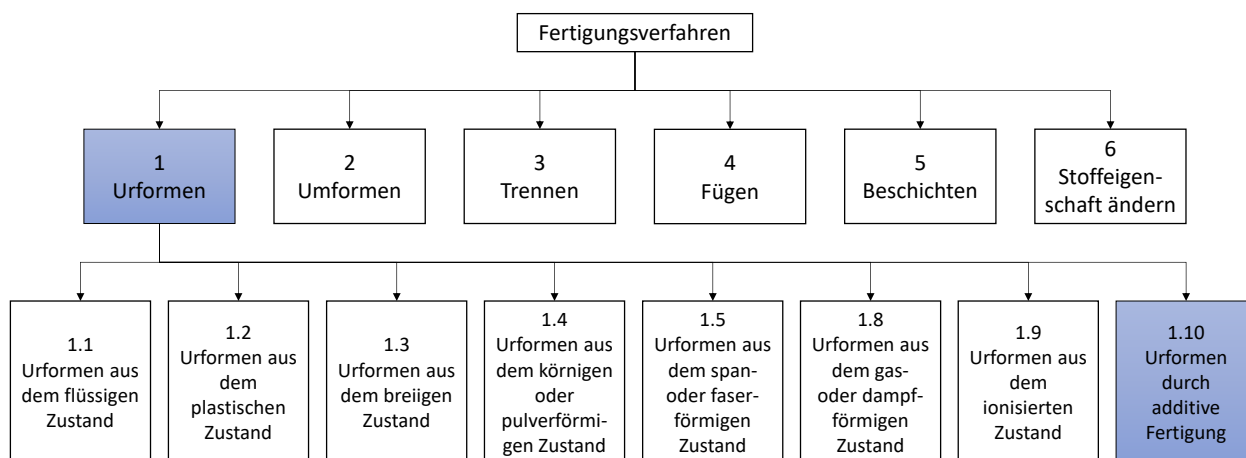 Fertigungsverfahren
1
Urformen
2
Umformen
3
Trennen
4
Fügen
5
Beschichten
6
Stoffeigen-
schaft ändern
1.1
Urformen aus
dem flüssigen
Zustand
1.2
Urformen aus
dem
plastischen
Zustand
1.3
Urformen aus
dem breiigen
Zustand
1.4
Urformen aus
dem körnigen
oder
pulverförmi-
gen Zustand
1.5
Urformen aus
dem span-
oder faser-
förmigen
Zustand
1.8
Urformen aus
dem gas-
oder dampf-
förmigen
Zustand
1.9
Urformen aus
dem
ionisierten
Zustand
1.10
Urformen
durch
additive
Fertigung